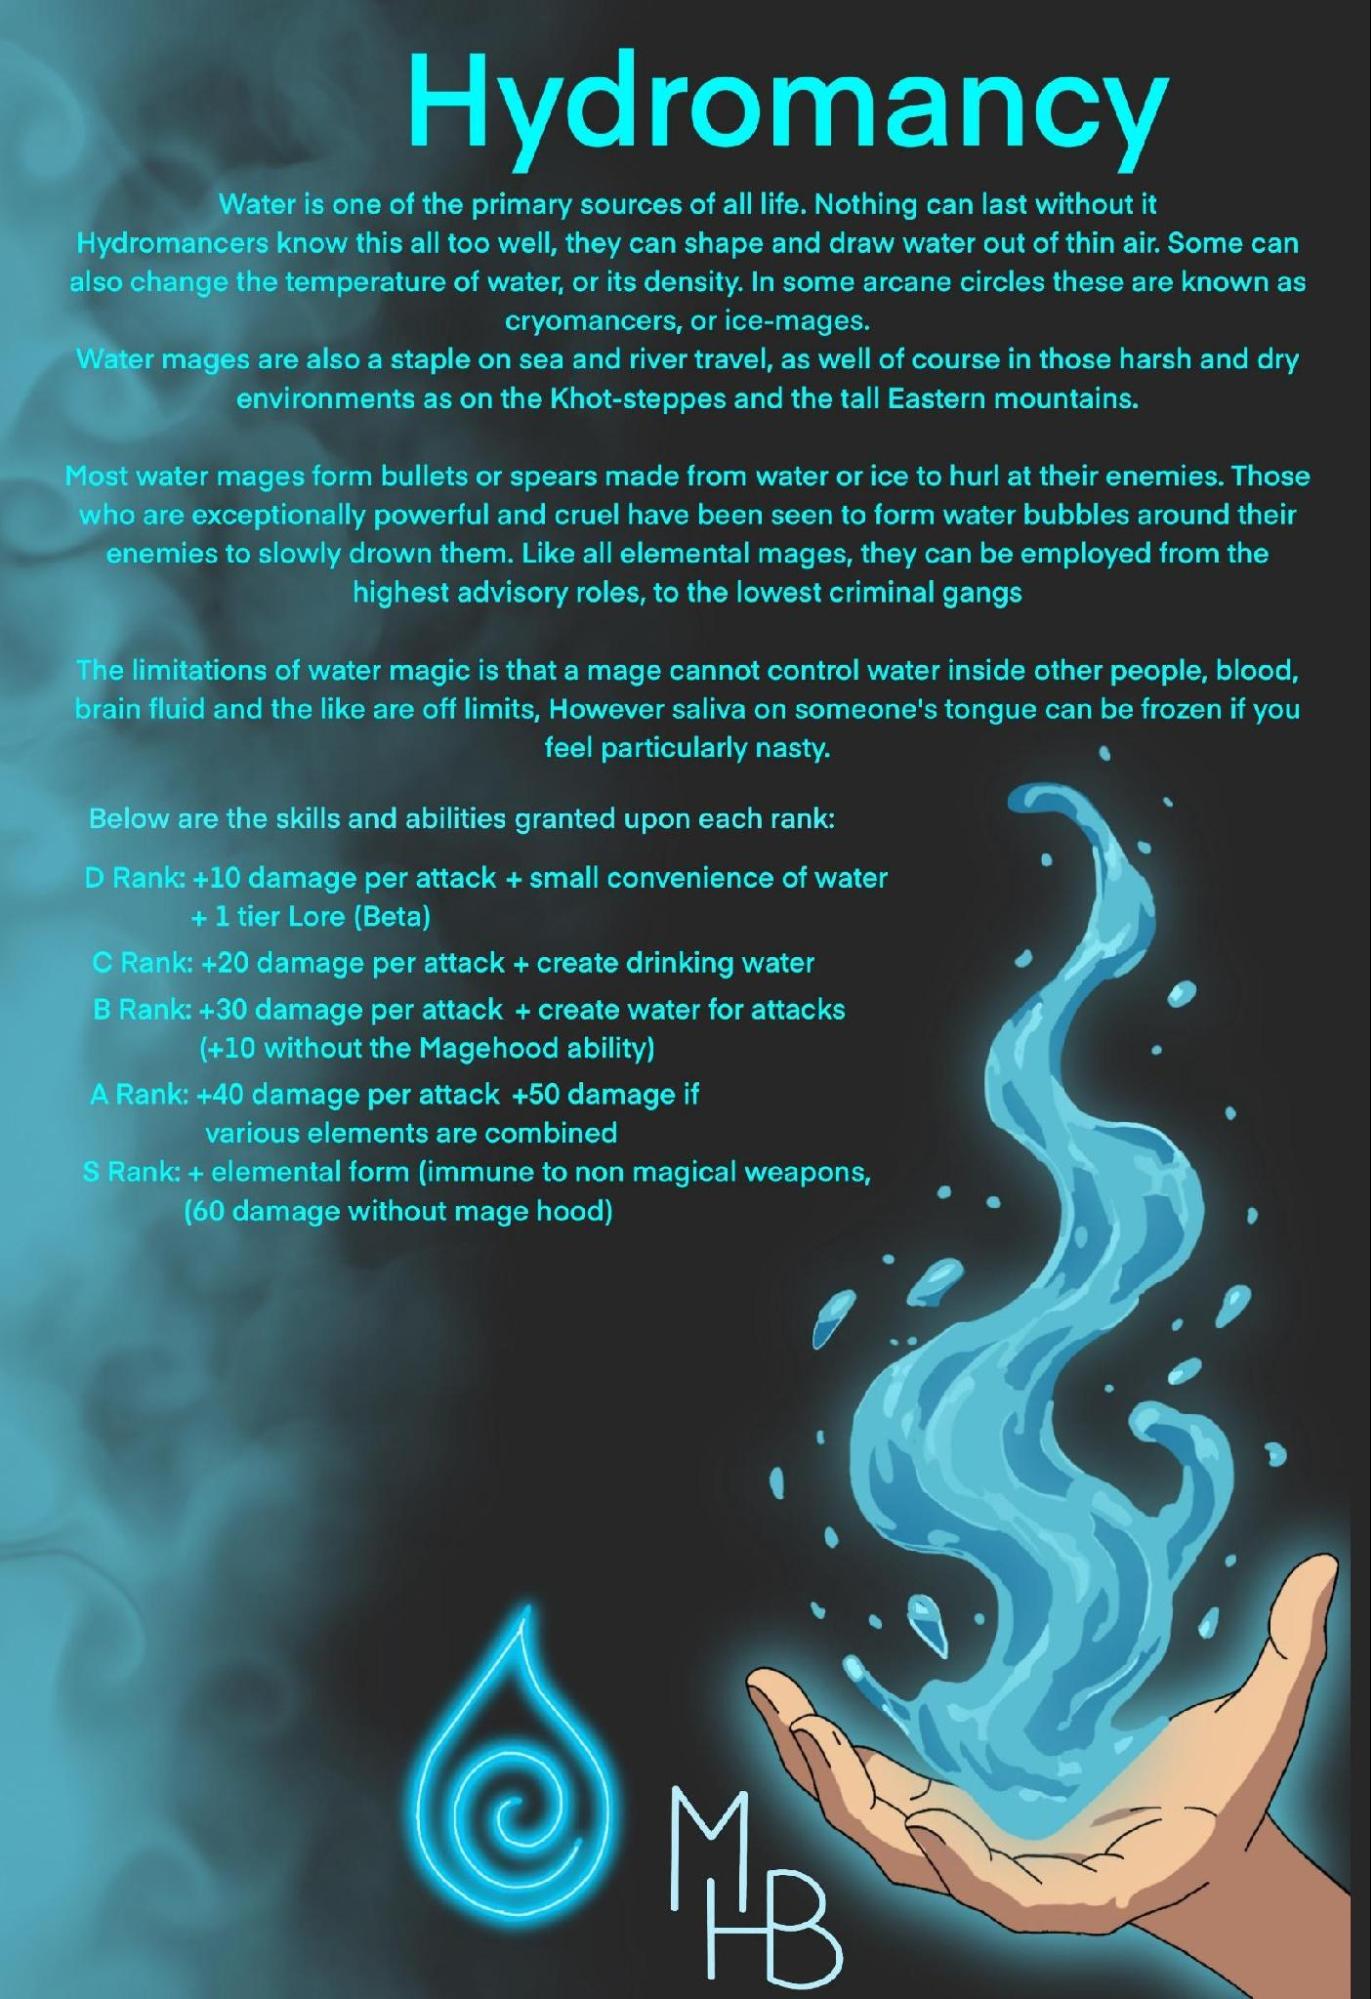 Hydromancy
Water is one of the primary sources of all life. Nothing can last without it
Hydromancers know this all too well, they can shape and draw water out of thin air. Some can
also change the temperature of water, or its density. In some arcane circles these are known as
cryomancers, or ice-mages.
Water mages are also a staple on sea and river travel, as well of course in those harsh and dry
environments as on the Khot-steppes and the tall Eastern mountains.
Most water mages form bullets or spears made from water or ice to hurl at their enemies. Those
who are exceptionally powerful and cruel have been seen to form water bubbles around their
enemies to slowly drown them. Like all elemental mages, they can be employed from the
highest advisory roles, to the lowest criminal gangs
The limitations of water magic is that a mage cannot control water inside other people, blood,
brain fluid and the like are off limits, However saliva on someone's tongue can be frozen if you
feel particularly nasty.
Below are the skills and abilities granted upon each rank:
D Rank: +10 damage per attack + small convenience of water
+ 1 tier Lore (Beta)
C Rank: +20 damage per attack + create drinking water
B Rank: +30 damage per attack + create water for attacks
(+10 without the Magehood ability)
A Rank: +40 damage per attack +50 damage if
various elements are combined
S Rank: + elemental form (immune to non magical weapons,
(60 damage without mage hood)
MHB